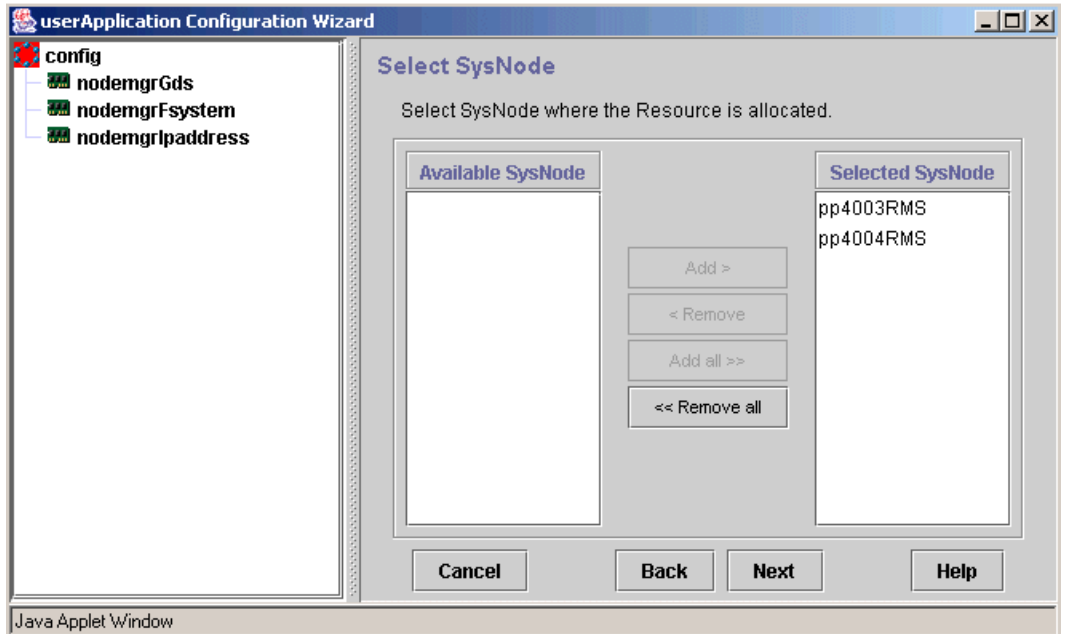 userApplication Configuration Wizard
config
nodemgrGds
nodemgrFsystem
nodemgrIpaddress
Select SysNode
Select SysNode where the Resource is allocated.
Available SysNode
Selected SysNode
pp4003RMS
pp4004RMS
Add >
< Remove
Add all >>
<< Remove all
Cancel
Back
Next
Help
Java Applet Window